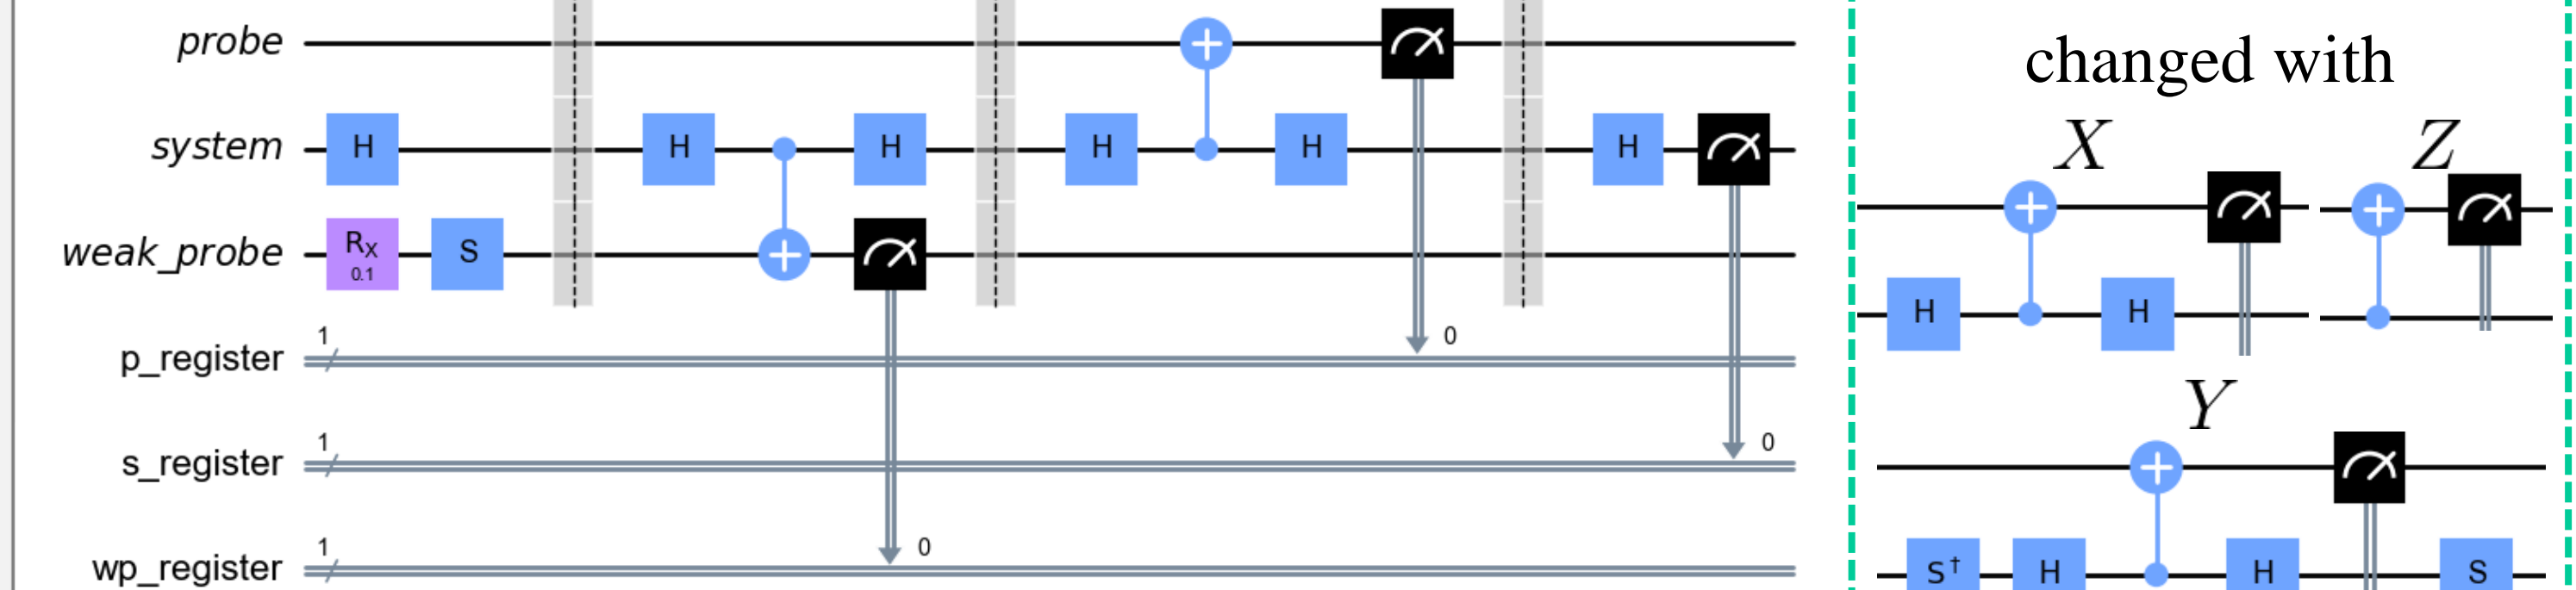 probe
system H H H H H H
weak_probe Rx 0.1 S
p_register 1 0
s_register 1 0
wp_register 1 0
changed with
X Z
H H
Y
S† H H S